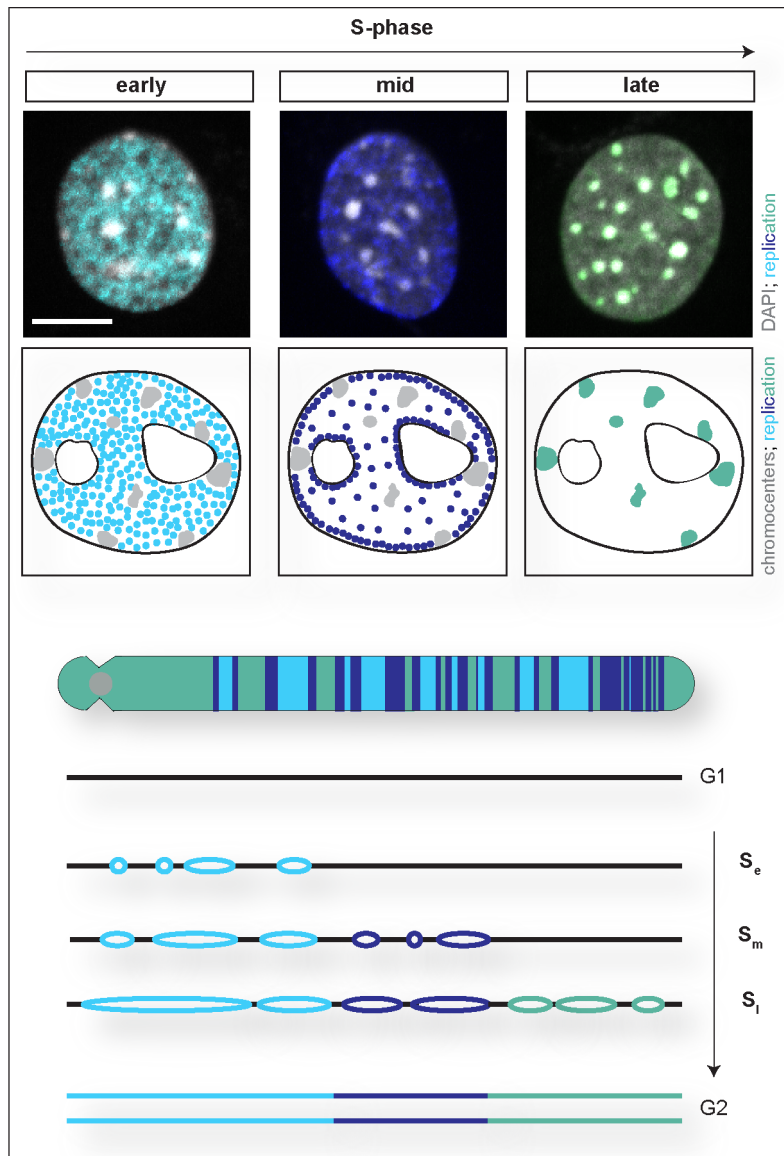 S-phase
early
mid
late
DAPI; replication
chromocenters; replication
G1
Se
Sm
Sl
G2